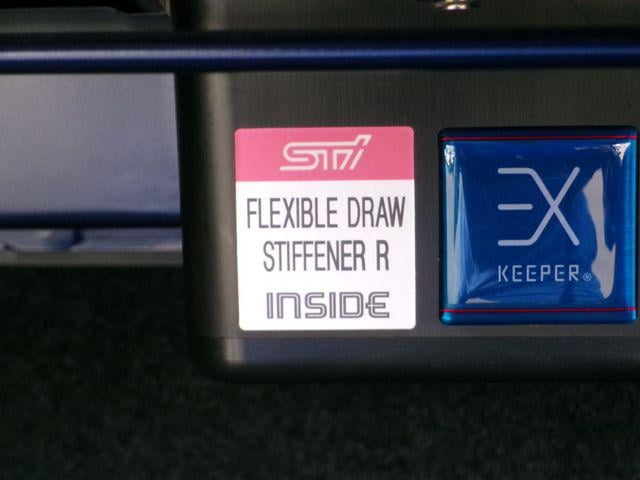 STI
FLEXIBLE DRAW
STIFFENER R
INSIDE
EX
KEEPER®